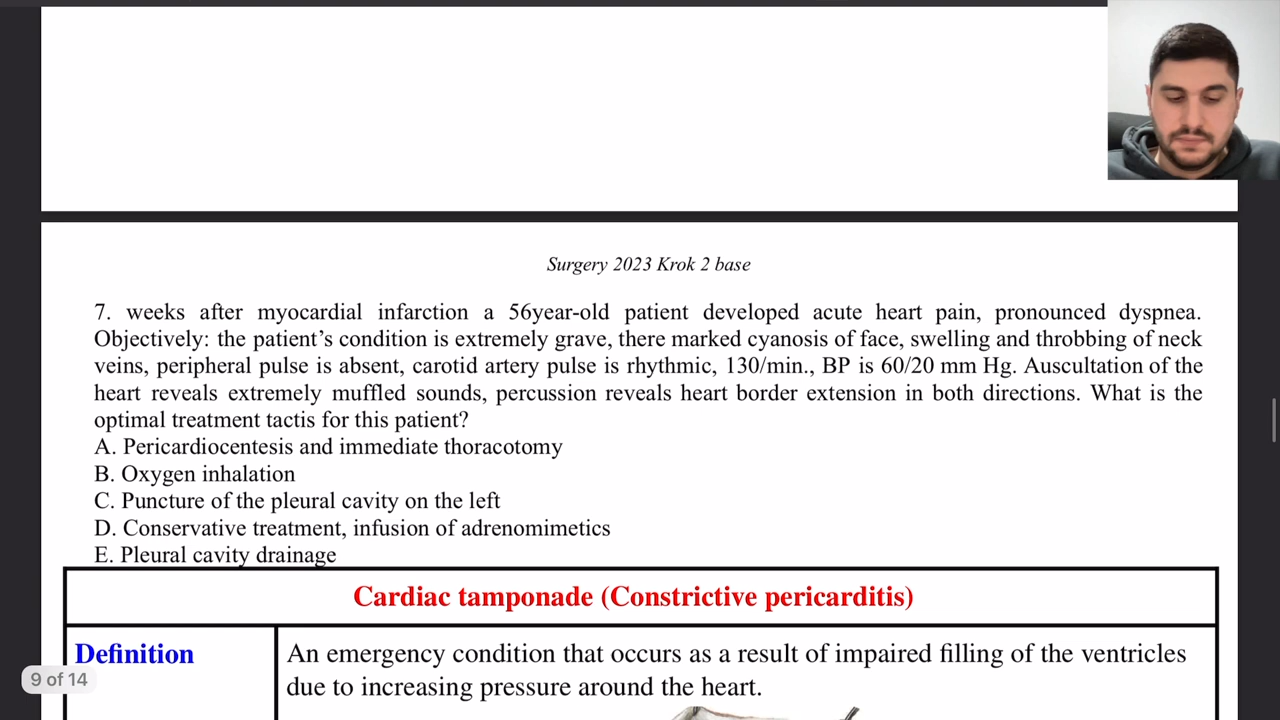 Surgery 2023 Krok 2 base
7. weeks after myocardial infarction a 56year-old patient developed acute heart pain, pronounced dyspnea.
Objectively: the patient's condition is extremely grave, there marked cyanosis of face, swelling and throbbing of neck
veins, peripheral pulse is absent, carotid artery pulse is rhythmic, 130/min., BP is 60/20 mm Hg. Auscultation of the
heart reveals extremely muffled sounds, percussion reveals heart border extension in both directions. What is the
optimal treatment tactis for this patient?
A. Pericardiocentesis and immediate thoracotomy
B. Oxygen inhalation
C. Puncture of the pleural cavity on the left
D. Conservative treatment, infusion of adrenomimetics
E. Pleural cavity drainage
Cardiac tamponade (Constrictive pericarditis)
Definition
An emergency condition that occurs as a result of impaired filling of the ventricles
due to increasing pressure around the heart.
9 of 14